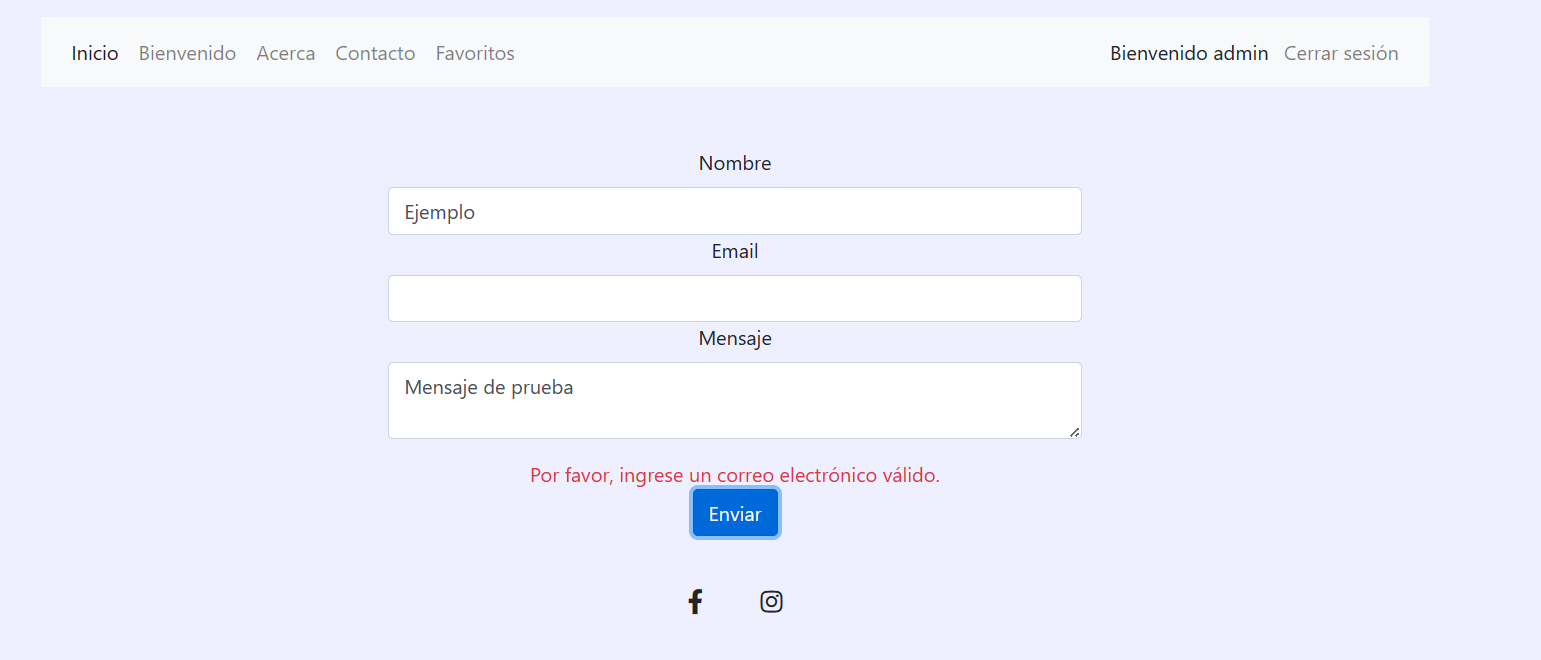 Inicio Bienvenido Acerca Contacto Favoritos Bienvenido admin Cerrar sesión
Nombre
Ejemplo
Email
Mensaje
Mensaje de prueba
Por favor, ingrese un correo electrónico válido.
Enviar